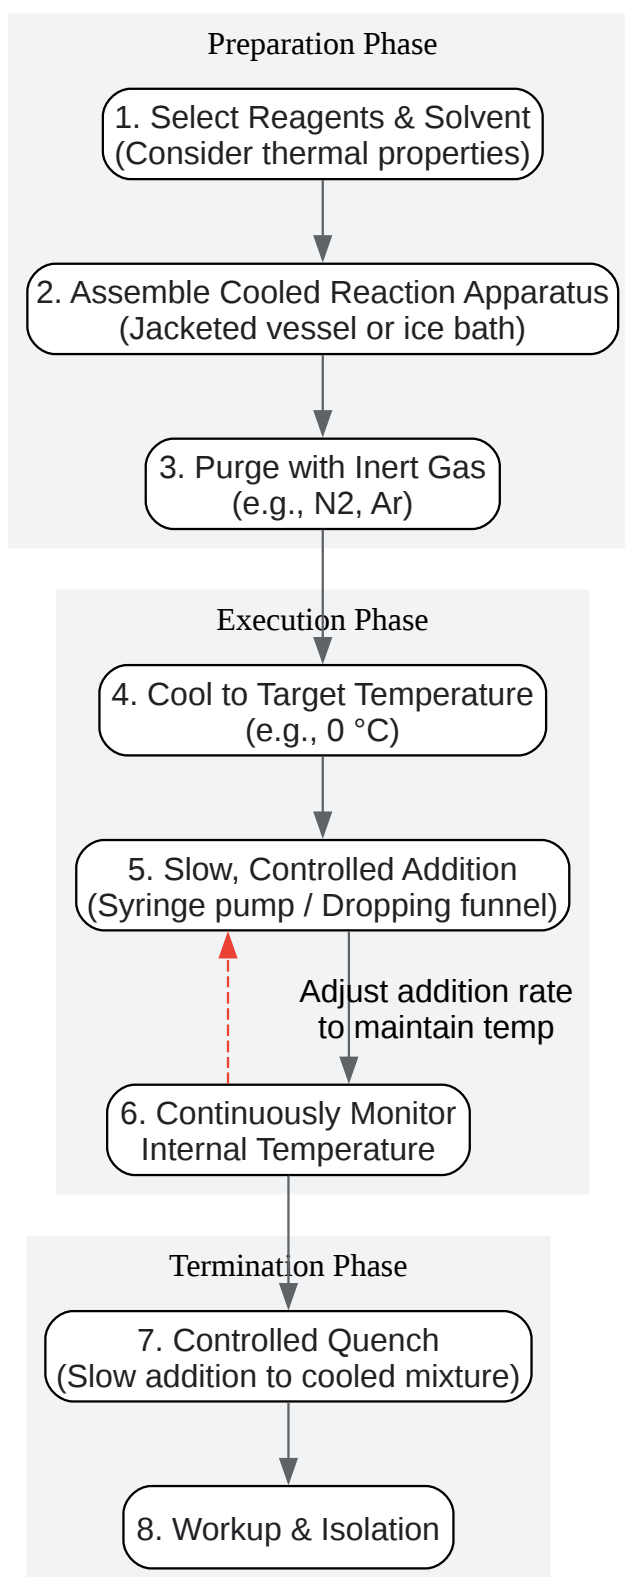 Preparation Phase
1. Select Reagents & Solvent
(Consider thermal properties)
2. Assemble Cooled Reaction Apparatus
(Jacketed vessel or ice bath)
3. Purge with Inert Gas
(e.g., N2, Ar)
Execution Phase
4. Cool to Target Temperature
(e.g., 0 °C)
5. Slow, Controlled Addition
(Syringe pump / Dropping funnel)
Adjust addition rate
to maintain temp
6. Continuously Monitor
Internal Temperature
Termination Phase
7. Controlled Quench
(Slow addition to cooled mixture)
8. Workup & Isolation